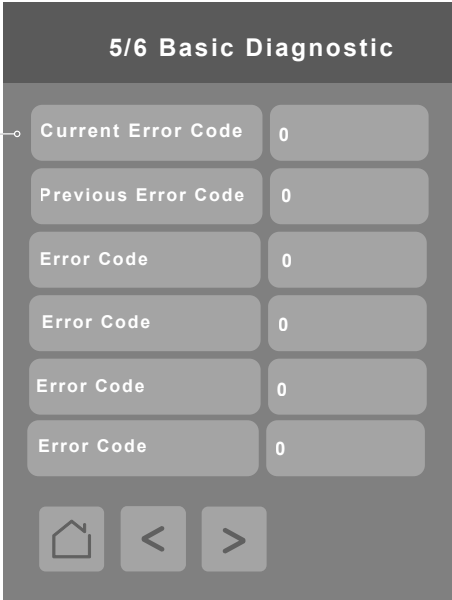 5/6 Basic Diagnostic
Current Error Code 0
Previous Error Code 0
Error Code 0
Error Code 0
Error Code 0
Error Code 0
< >